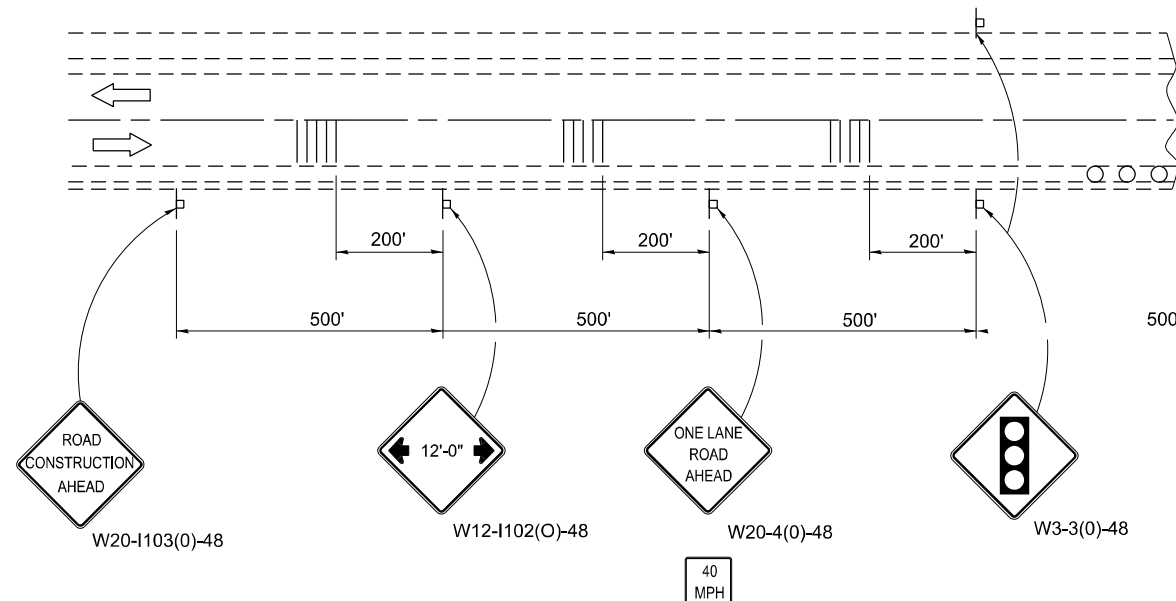 200'
200'
200'
500'
500'
500'
500
ROAD
CONSTRUCTION
AHEAD
W20-I103(0)-48
12'-0"
W12-I102(O)-48
ONE LANE
ROAD
AHEAD
W20-4(0)-48
W3-3(0)-48
40
MPH